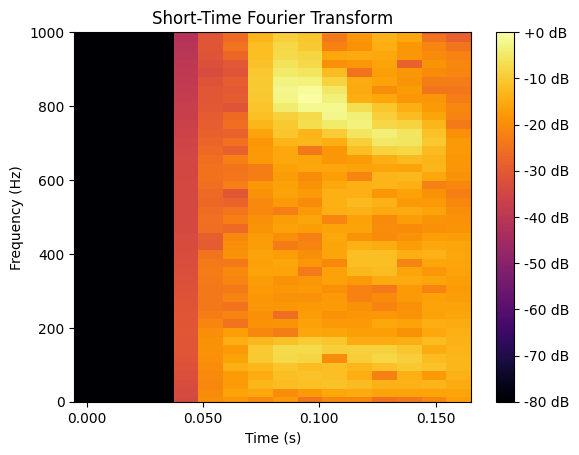 Short-Time Fourier Transform
1000
800
600
400
200
0
Frequency (Hz)
0.000
0.050
0.100
0.150
Time (s)
+0 dB
-10 dB
-20 dB
-30 dB
-40 dB
-50 dB
-60 dB
-70 dB
-80 dB